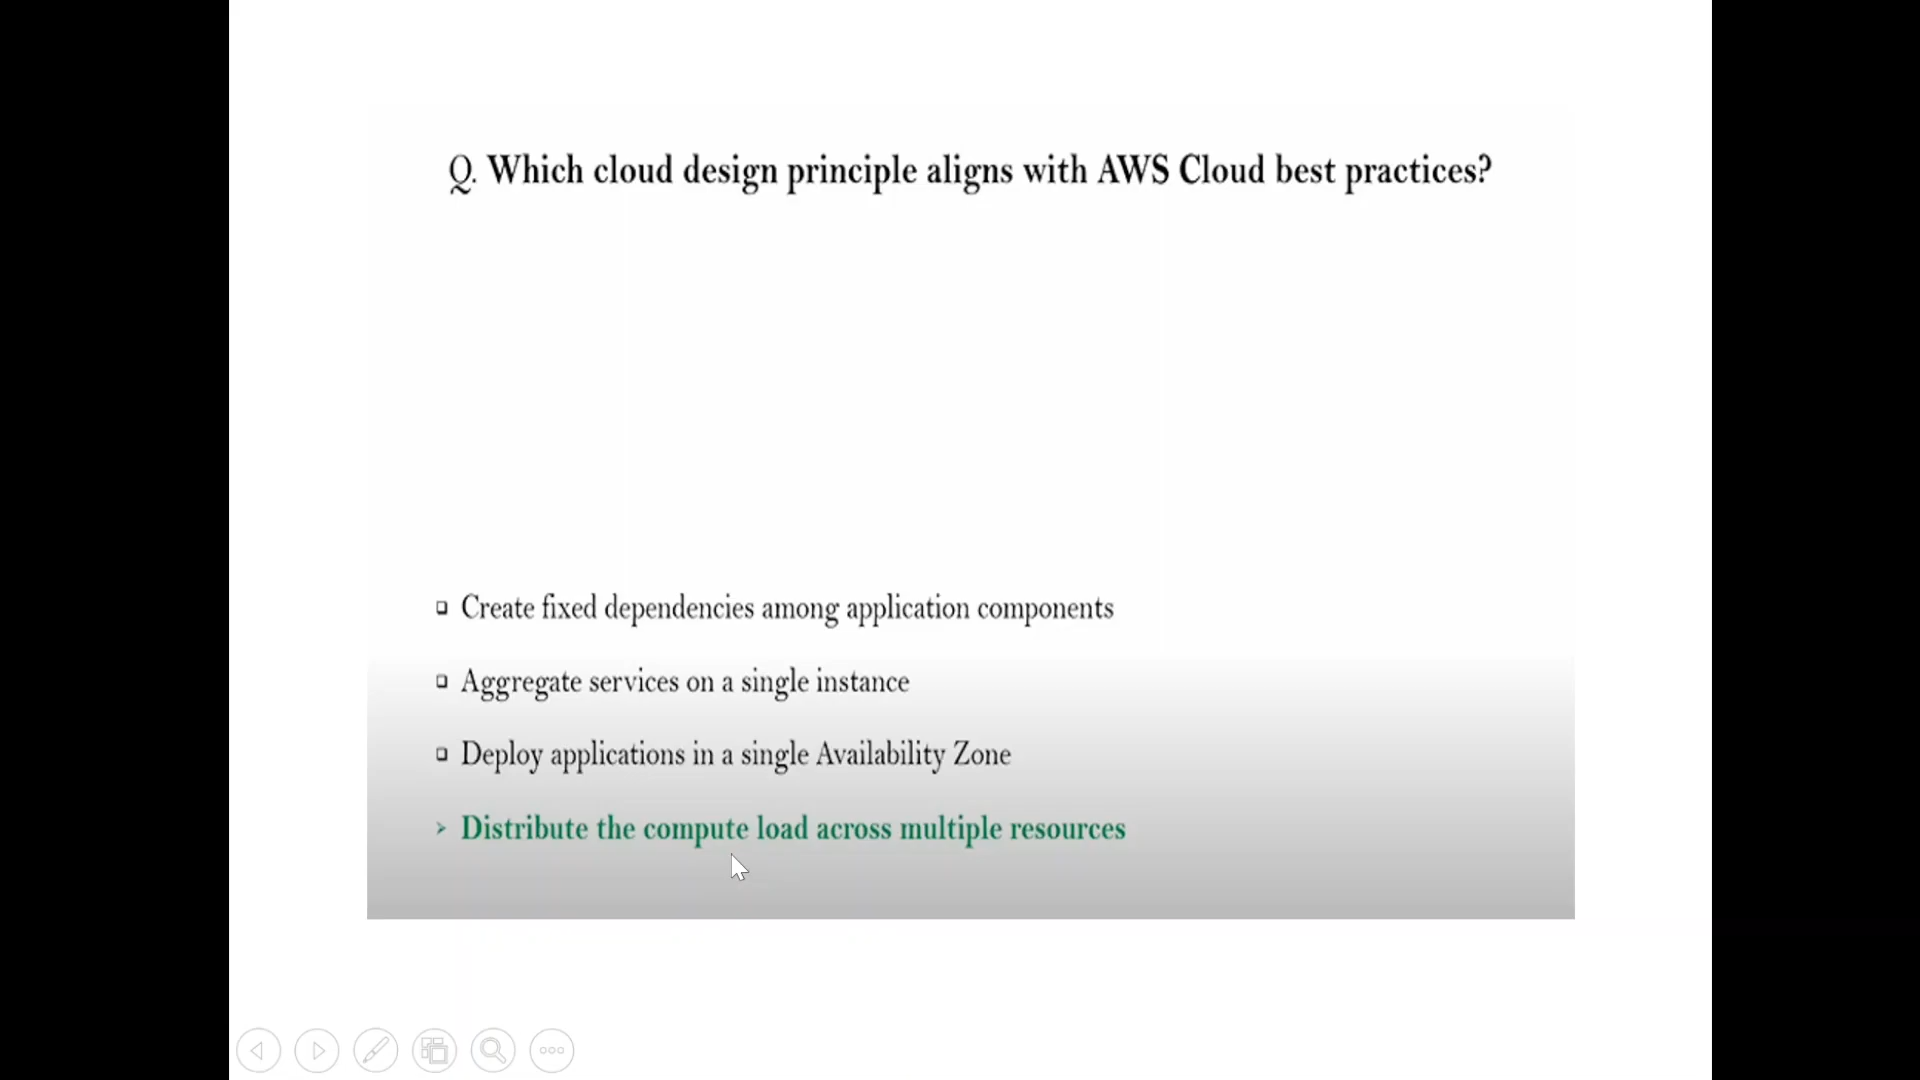 Q. Which cloud design principle aligns with AWS Cloud best practices?
Create fixed dependencies among application components
Aggregate services on a single instance
Deploy applications in a single Availability Zone
Distribute the compute load across multiple resources